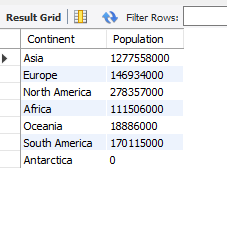 Result Grid Filter Rows:
Continent Population
Asia 1277558000
Europe 146934000
North America 278357000
Africa 111506000
Oceania 18886000
South America 170115000
Antarctica 0